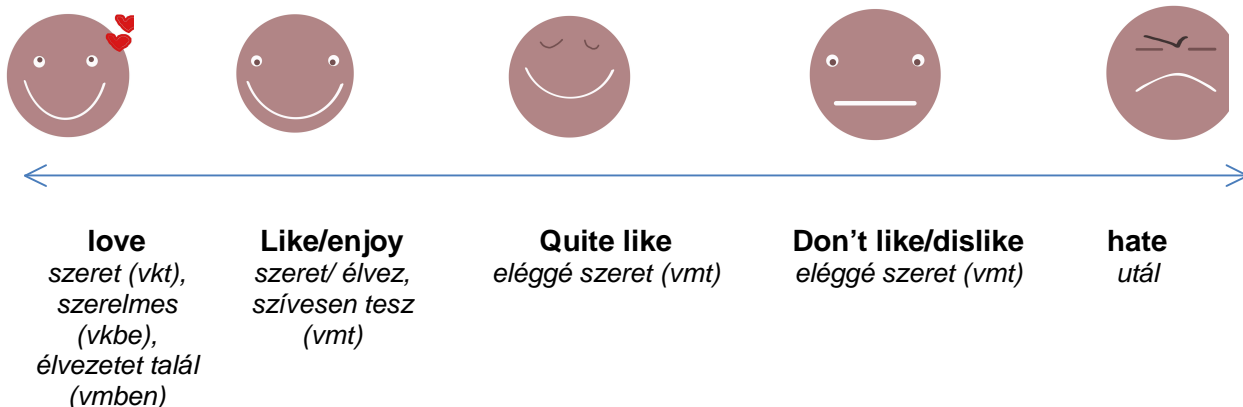 love
szeret (vkt),
szerelmes
(vkbe),
élvezetet talál
(vmben)
Like/enjoy
szeret/ élvez,
szívesen tesz
(vmt)
Quite like
eléggé szeret (vmt)
Don’t like/dislike
eléggé szeret (vmt)
hate
utál